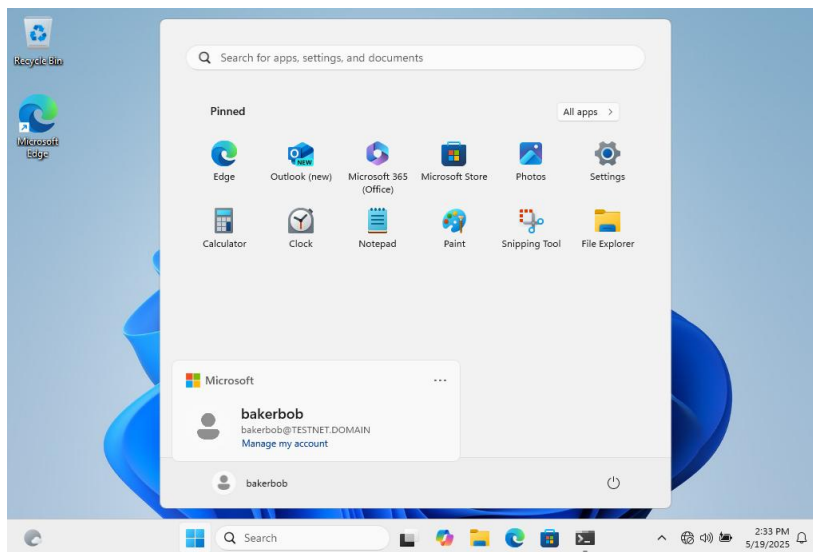 Recycle Bin
Microsoft
Edge
Search for apps, settings, and documents
Pinned
All apps >
Edge
Outlook (new)
Microsoft 365
(Office)
Microsoft Store
Photos
Settings
NEW
Calculator
Clock
Notepad
Paint
Snipping Tool
File Explorer
Microsoft
...
bakerbob
bakerbob@TESTNET.DOMAIN
Manage my account
bakerbob
Search
2:33 PM
5/19/2025